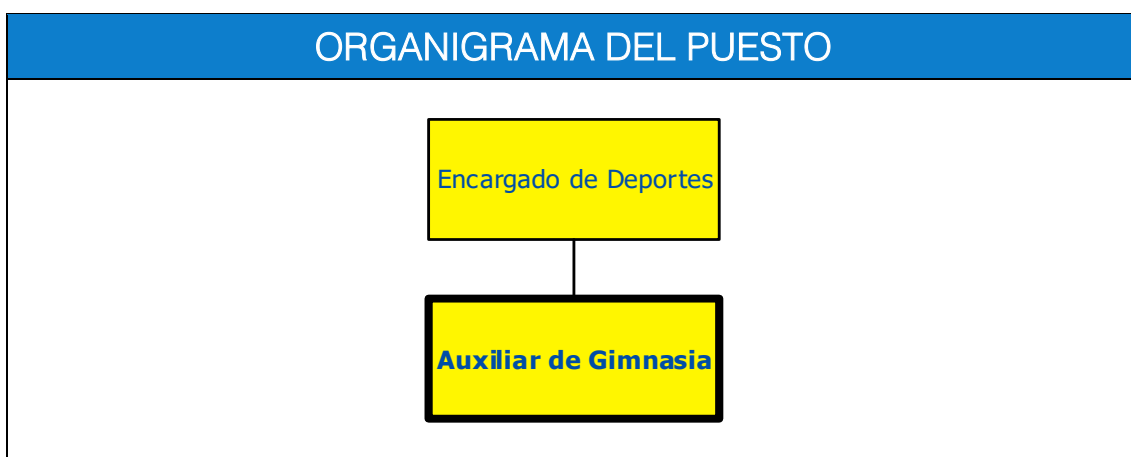 ORGANIGRAMA DEL PUESTO
Encargado de Deportes
Auxiliar de Gimnasia